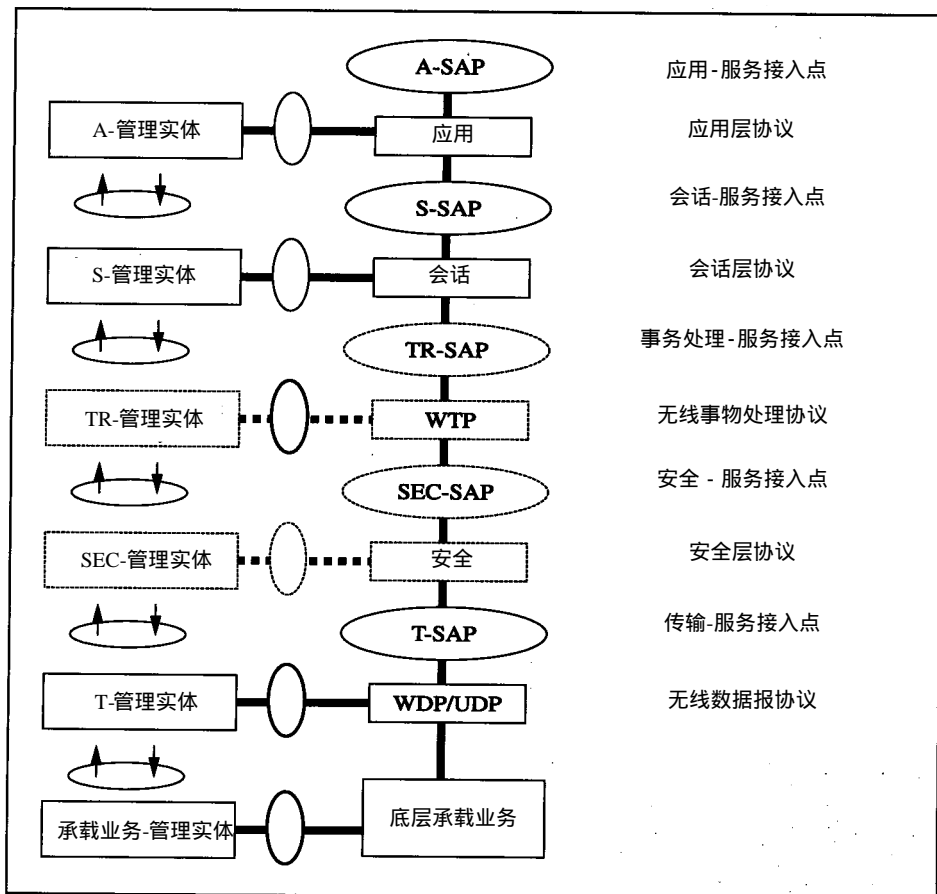 A-SAP
应用-服务接入点
A-管理实体
应用
应用层协议
S-SAP
会话-服务接入点
S-管理实体
会话
会话层协议
TR-SAP
事务处理-服务接入点
TR-管理实体
WTP
无线事物处理协议
SEC-SAP
安全 - 服务接入点
SEC-管理实体
安全
安全层协议
T-SAP
传输-服务接入点
T-管理实体
WDP/UDP
无线数据报协议
承载业务-管理实体
底层承载业务